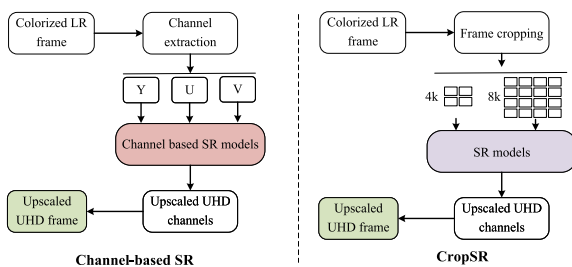 Colorized LR
frame
Channel
extraction
Y
U
V
Channel based SR models
Upscaled
UHD frame
Upscaled UHD
channels
Channel-based SR
Colorized LR
frame
Frame cropping
4k
8k
SR models
Upscaled
UHD frame
Upscaled UHD
channels
CropSR